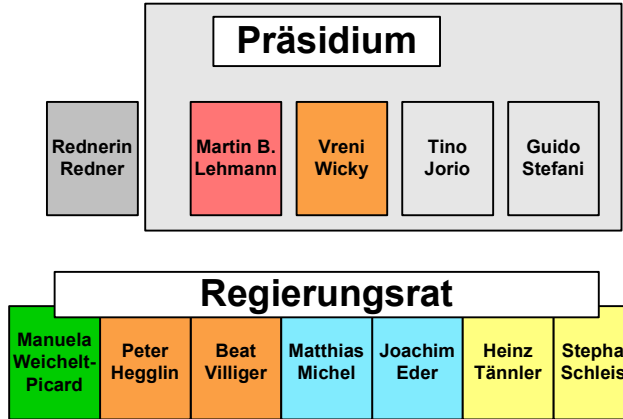 Präsidium
Rednerin
Redner
Martin B.
Lehmann
Vreni
Wicky
Tino
Jorio
Guido
Stefani
Regierungsrat
Manuela
Weichelt-
Picard
Peter
Hegglin
Beat
Villiger
Matthias
Michel
Joachim
Eder
Heinz
Tännler